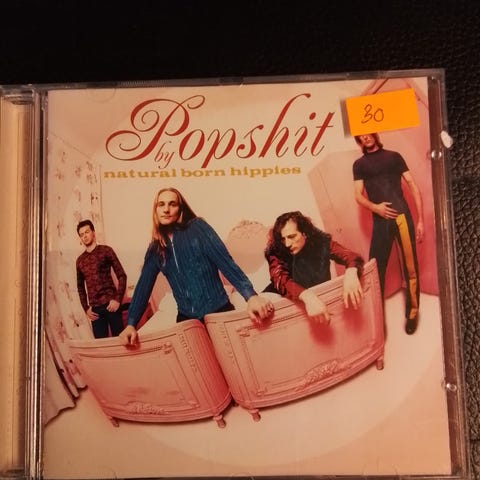 Popshit
by
natural born hippies
30